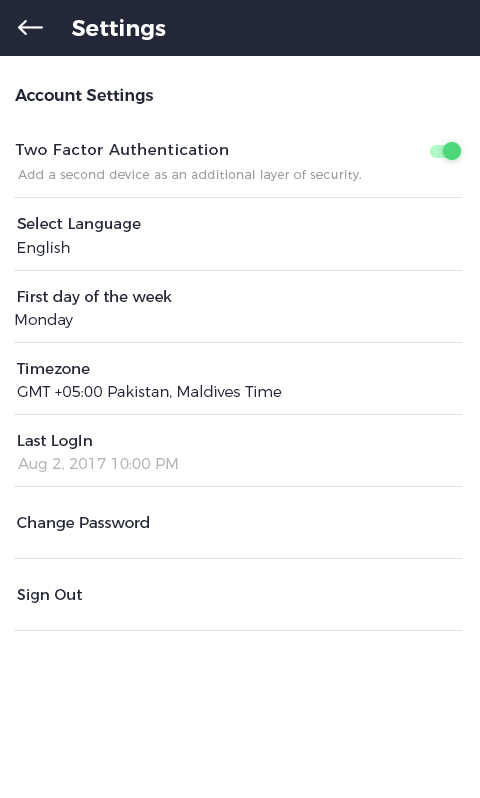 Settings
Account Settings
Two Factor Authentication
Add a second device as an additional layer of security.
Select Language
English
First day of the week
Monday
Timezone
GMT +05:00 Pakistan, Maldives Time
Last LogIn
Aug 2, 2017 10:00 PM
Change Password
Sign Out